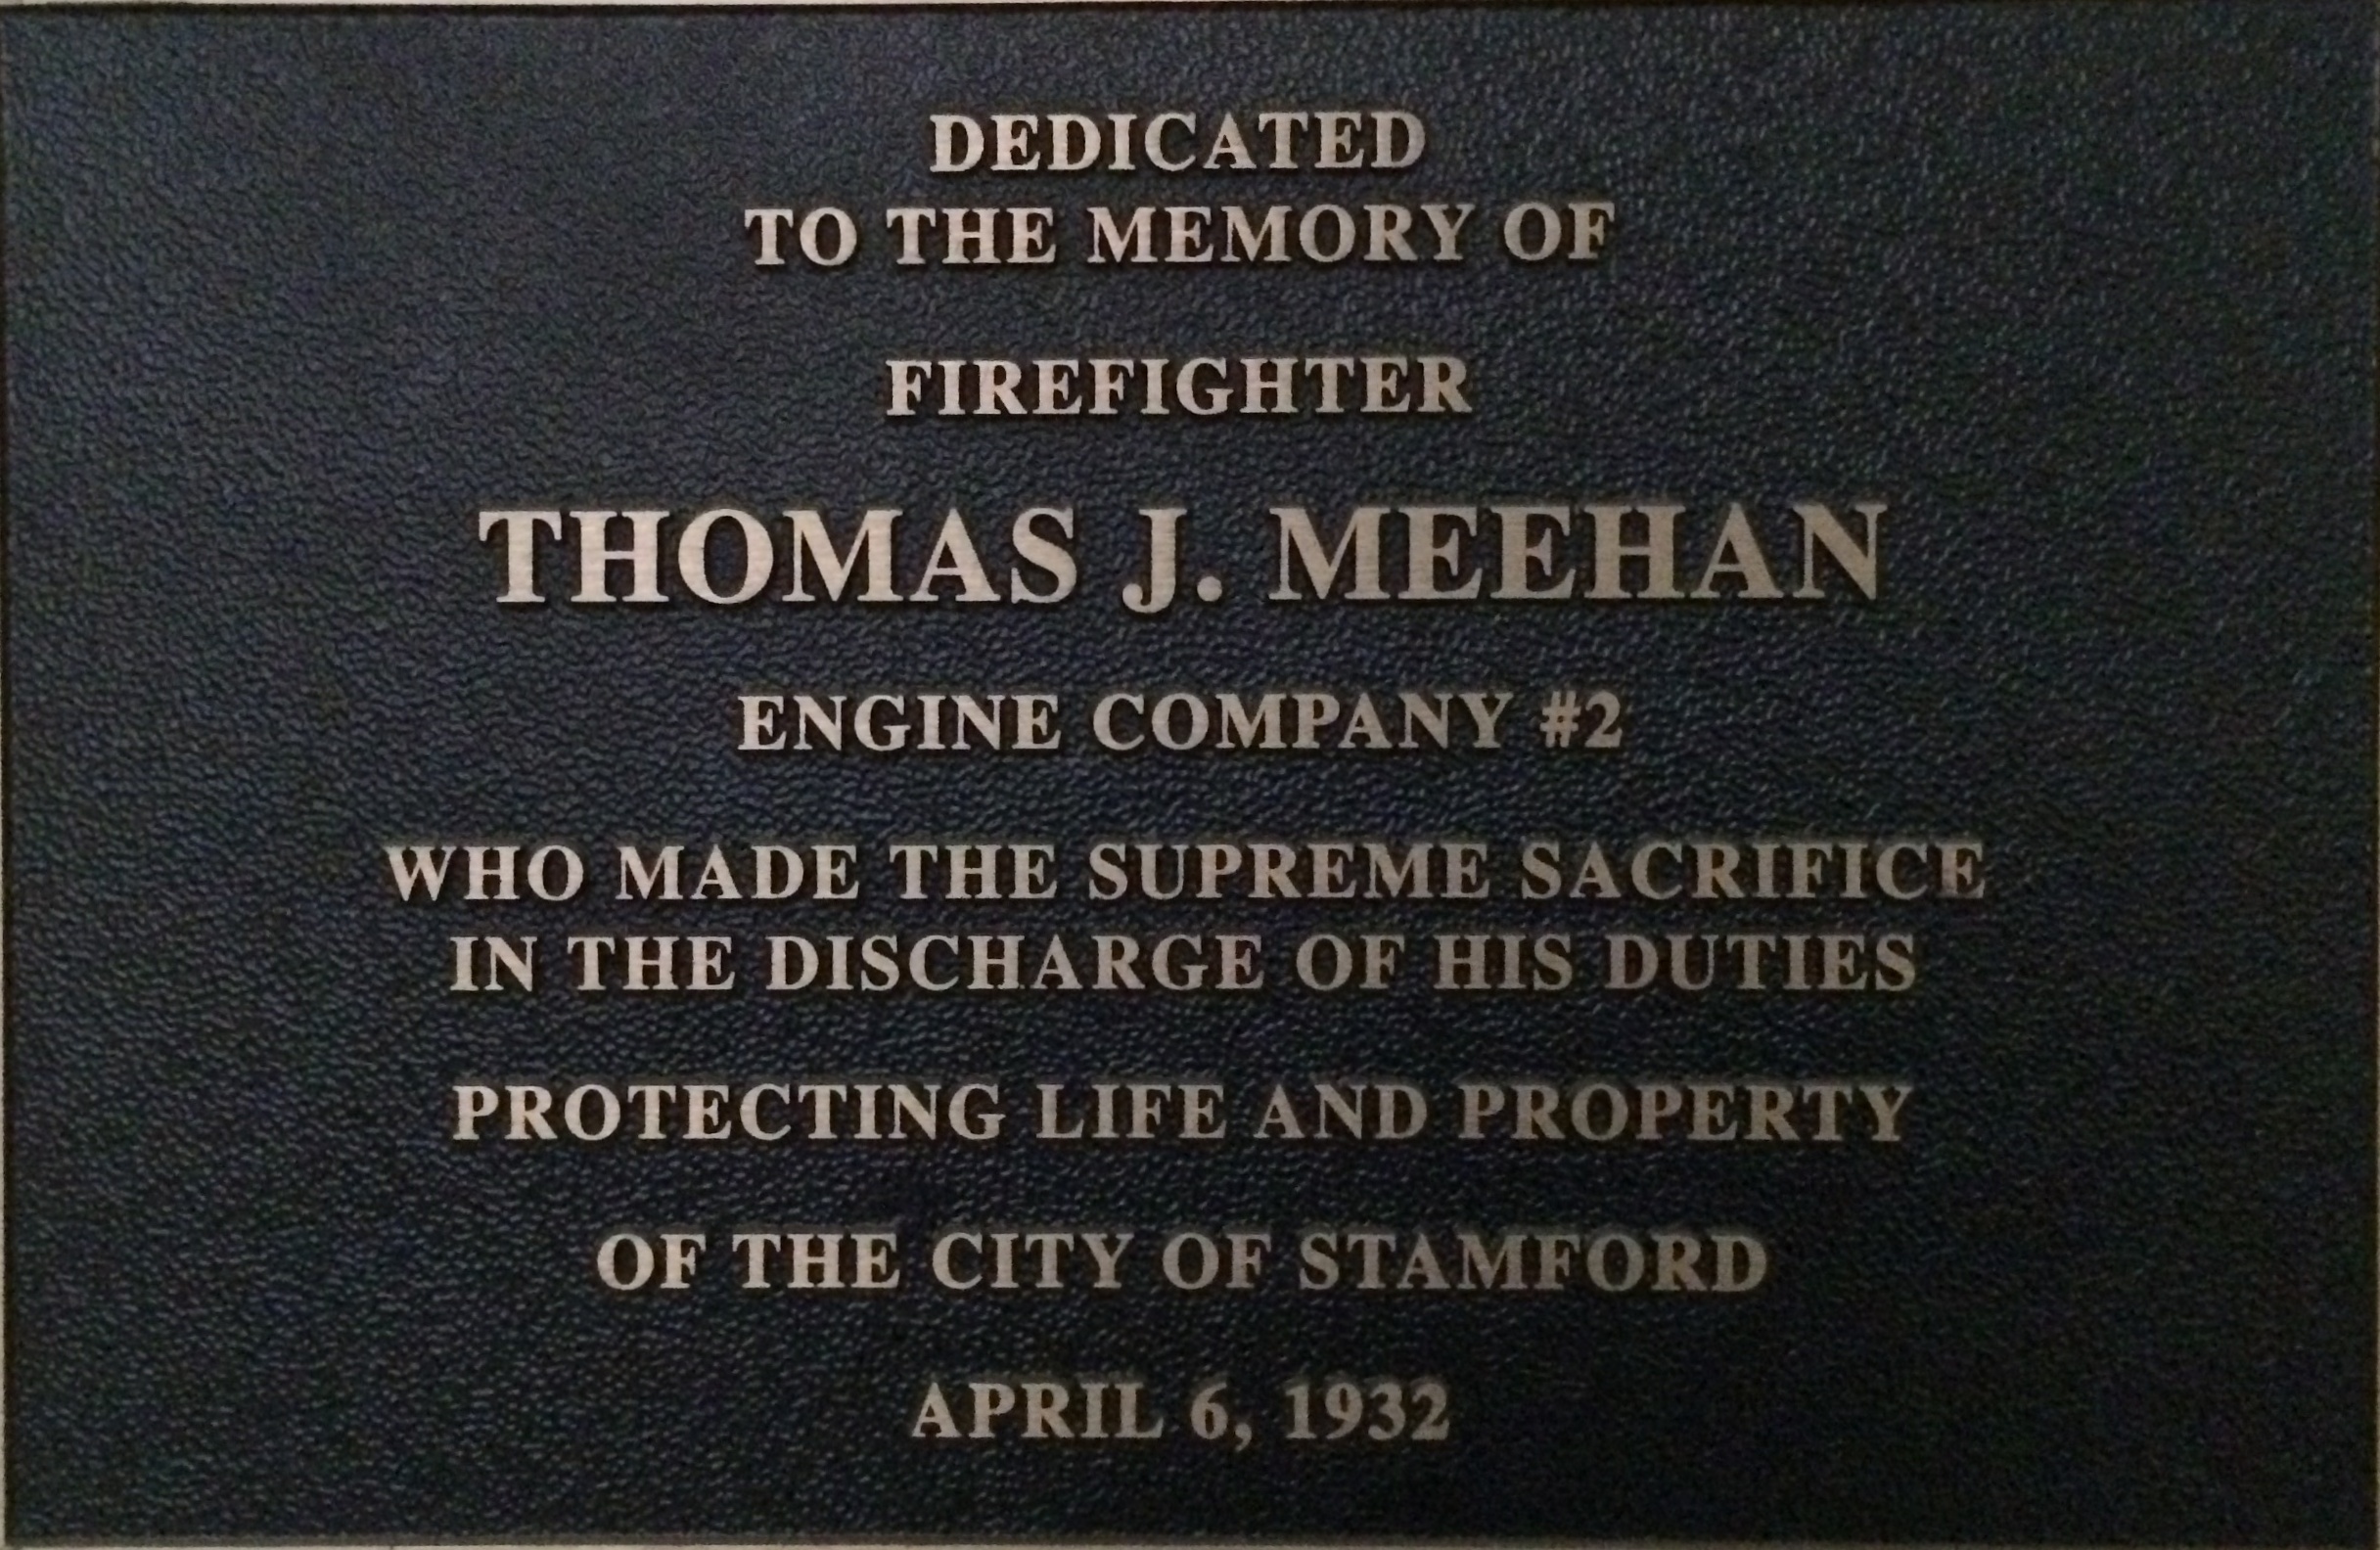 DEDICATED
TO THE MEMORY OF
FIREFIGHTER
THOMAS J. MEEHAN
ENGINE COMPANY #2
WHO MADE THE SUPREME SACRIFICE
IN THE DISCHARGE OF HIS DUTIES
PROTECTING LIFE AND PROPERTY
OF THE CITY OF STAMFORD
APRIL 6, 1932